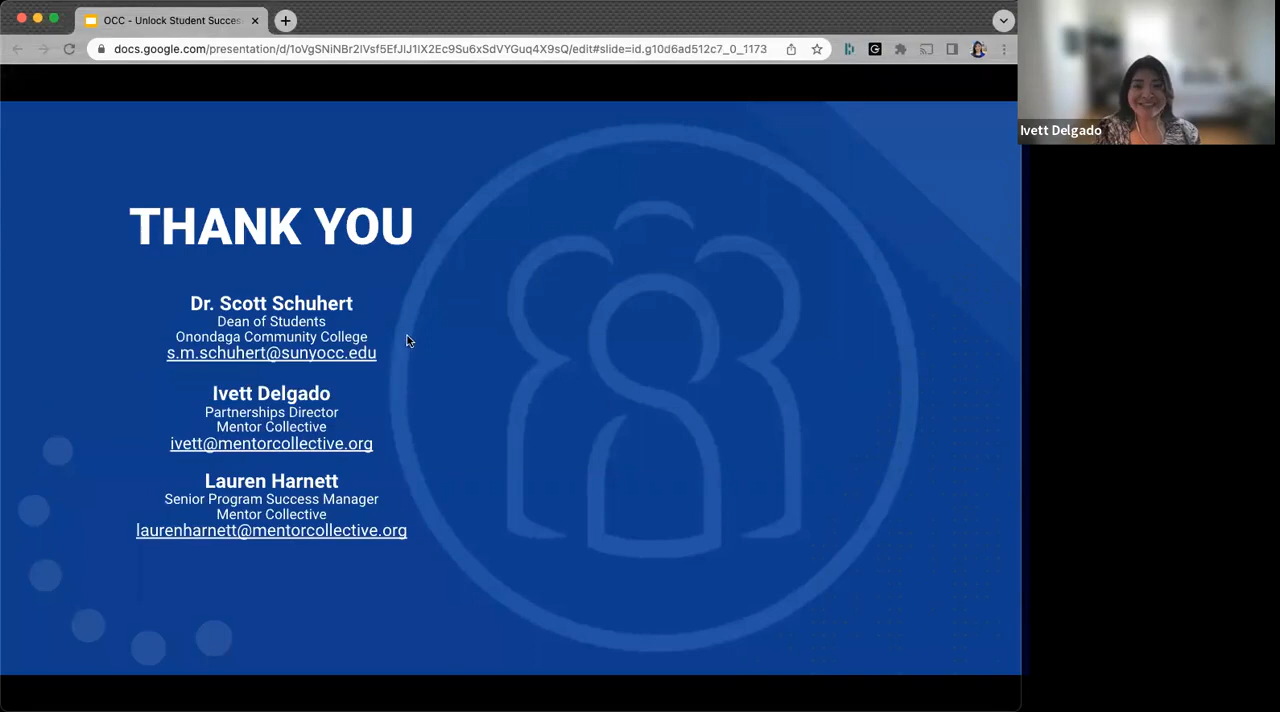 OCC - Unlock Student Succes
docs.google.com/presentation/d/1oVgSNiNBr2lVsf5EfJlJ1lX2Ec9Su6xSdVYGuq4X9sQ/edit#slide=id.g10d6ad512c7_0_1173
Ivett Delgado
THANK YOU
Dr. Scott Schuhert
Dean of Students
Onondaga Community College
s.m.schuhert@sunyocc.edu
Ivett Delgado
Partnerships Director
Mentor Collective
ivett@mentorcollective.org
Lauren Harnett
Senior Program Success Manager
Mentor Collective
laurenharnett@mentorcollective.org